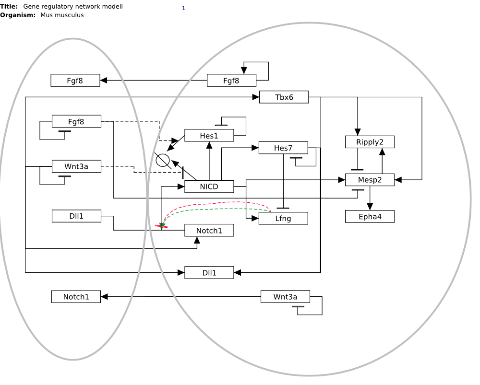 Title: Gene regulatory network modell
1
Organism: Mus musculus
Fgf8
Fgf8
Tbx6
Fgf8
Hes1
Ripply2
Hes7
Wnt3a
Mesp2
NICD
Dll1
Lfng
Epha4
Notch1
Dll1
Notch1
Wnt3a